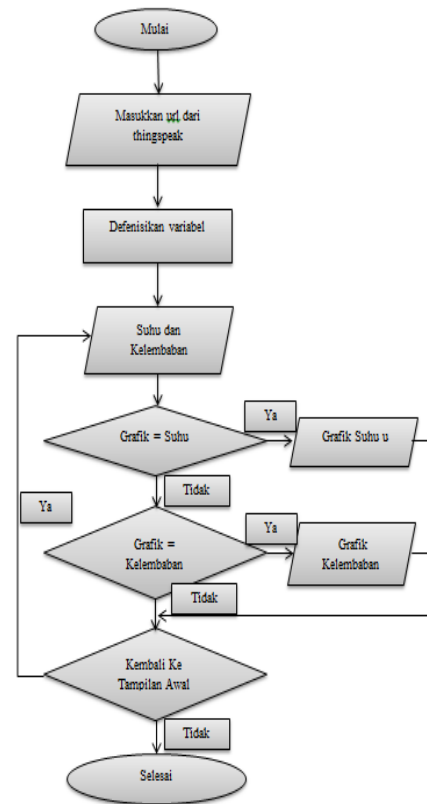 Mulai
Masukkan url dari
thingspeak
Defenisikan variabel
Suhu dan
Kelembaban
Grafik = Suhu
Ya
Grafik Suhu u
Tidak
Ya
Grafik =
Kelembaban
Ya
Grafik
Kelembaban
Tidak
Kembali Ke
Tampilan Awal
Tidak
Selesai